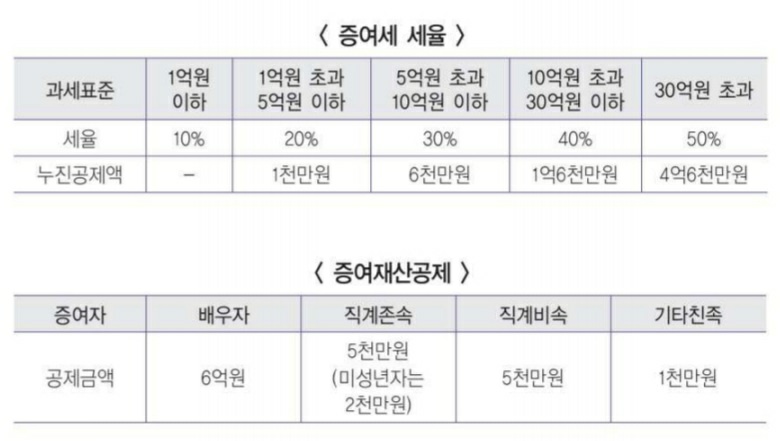 < 증여세 세율 >
과세표준 1억원 이하 1억원 초과 5억원 이하 5억원 초과 10억원 이하 10억원 초과 30억원 이하 30억원 초과
세율 10% 20% 30% 40% 50%
누진공제액 – 1천만원 6천만원 1억6천만원 4억6천만원
< 증여재산공제 >
증여자 배우자 직계존속 직계비속 기타친족
공제금액 6억원 5천만원 (미성년자는 2천만원) 5천만원 1천만원